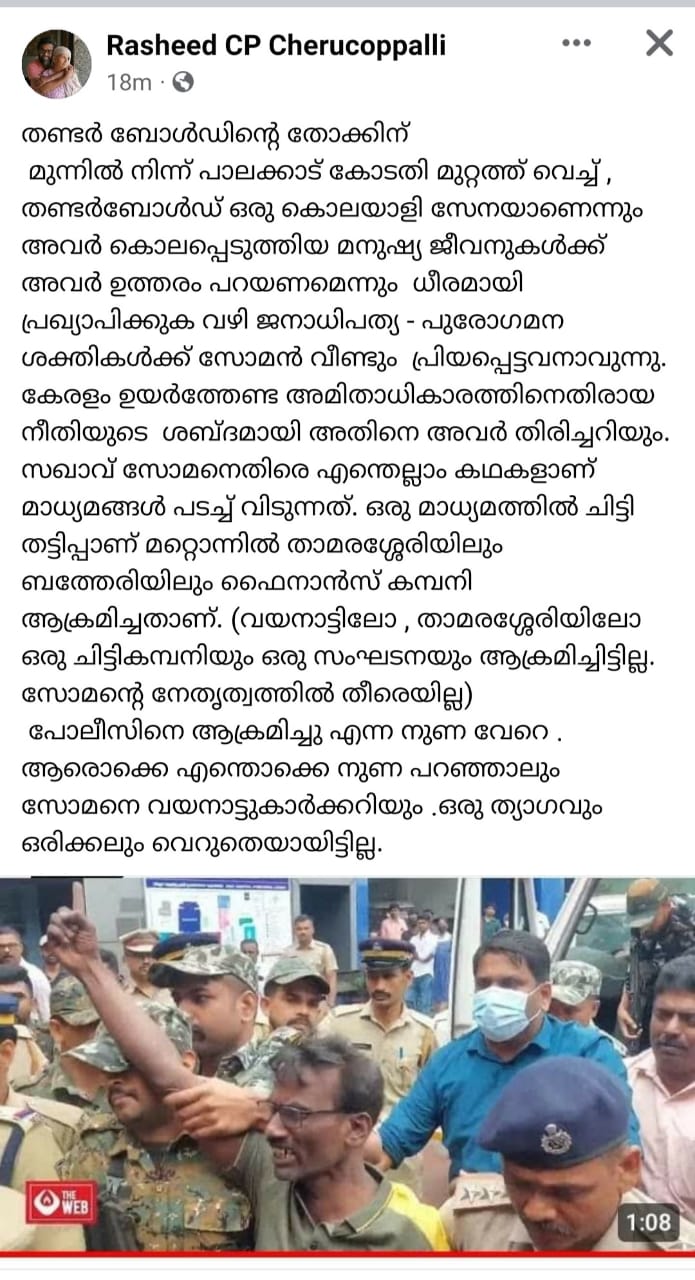 Rasheed CP Cherucoppalli
18m
തണ്ടർ ബോൾഡിന്റെ തോക്കിന്
മുന്നിൽ നിന്ന് പാലക്കാട് കോടതി മുറ്റത്ത് വെച്ച് ,
തണ്ടർബോൾഡ് ഒരു കൊലയാളി സേനയാണെന്നും
അവർ കൊലപ്പെടുത്തിയ മനുഷ്യ ജീവനുകൾക്ക്
അവർ ഉത്തരം പറയണമെന്നും ധീരമായി
പ്രഖ്യാപിക്കുക വഴി ജനാധിപത്യ - പുരോഗമന
ശക്തികൾക്ക് സോമൻ വീണ്ടും പ്രിയപ്പെട്ടവനാവുന്നു.
കേരളം ഉയർത്തേണ്ട അമിതാധികാരത്തിനെതിരായ
നീതിയുടെ ശബ്ദമായി അതിനെ അവർ തിരിച്ചറിയും.
സഖാവ് സോമനെതിരെ എന്തെല്ലാം കഥകളാണ്
മാധ്യമങ്ങൾ പടച്ച് വിടുന്നത്. ഒരു മാധ്യമത്തിൽ ചിട്ടി
തട്ടിപ്പാണ് മറ്റൊന്നിൽ താമരശ്ശേരിയിലും
ബത്തേരിയിലും ഫൈനാൻസ് കമ്പനി
ആക്രമിച്ചതാണ്. (വയനാട്ടിലോ , താമരശ്ശേരിയിലോ
ഒരു ചിട്ടികമ്പനിയും ഒരു സംഘടനയും ആക്രമിച്ചിട്ടില്ല.
സോമന്റെ നേതൃത്വത്തിൽ തീരെയില്ല)
പോലീസിനെ ആക്രമിച്ചു എന്ന നുണ വേറെ .
ആരൊക്കെ എന്തൊക്കെ നുണ പറഞ്ഞാലും
സോമനെ വയനാട്ടുകാർക്കറിയും .ഒരു ത്യാഗവും
ഒരിക്കലും വെറുതെയായിട്ടില്ല.
THE
WEB
1:08